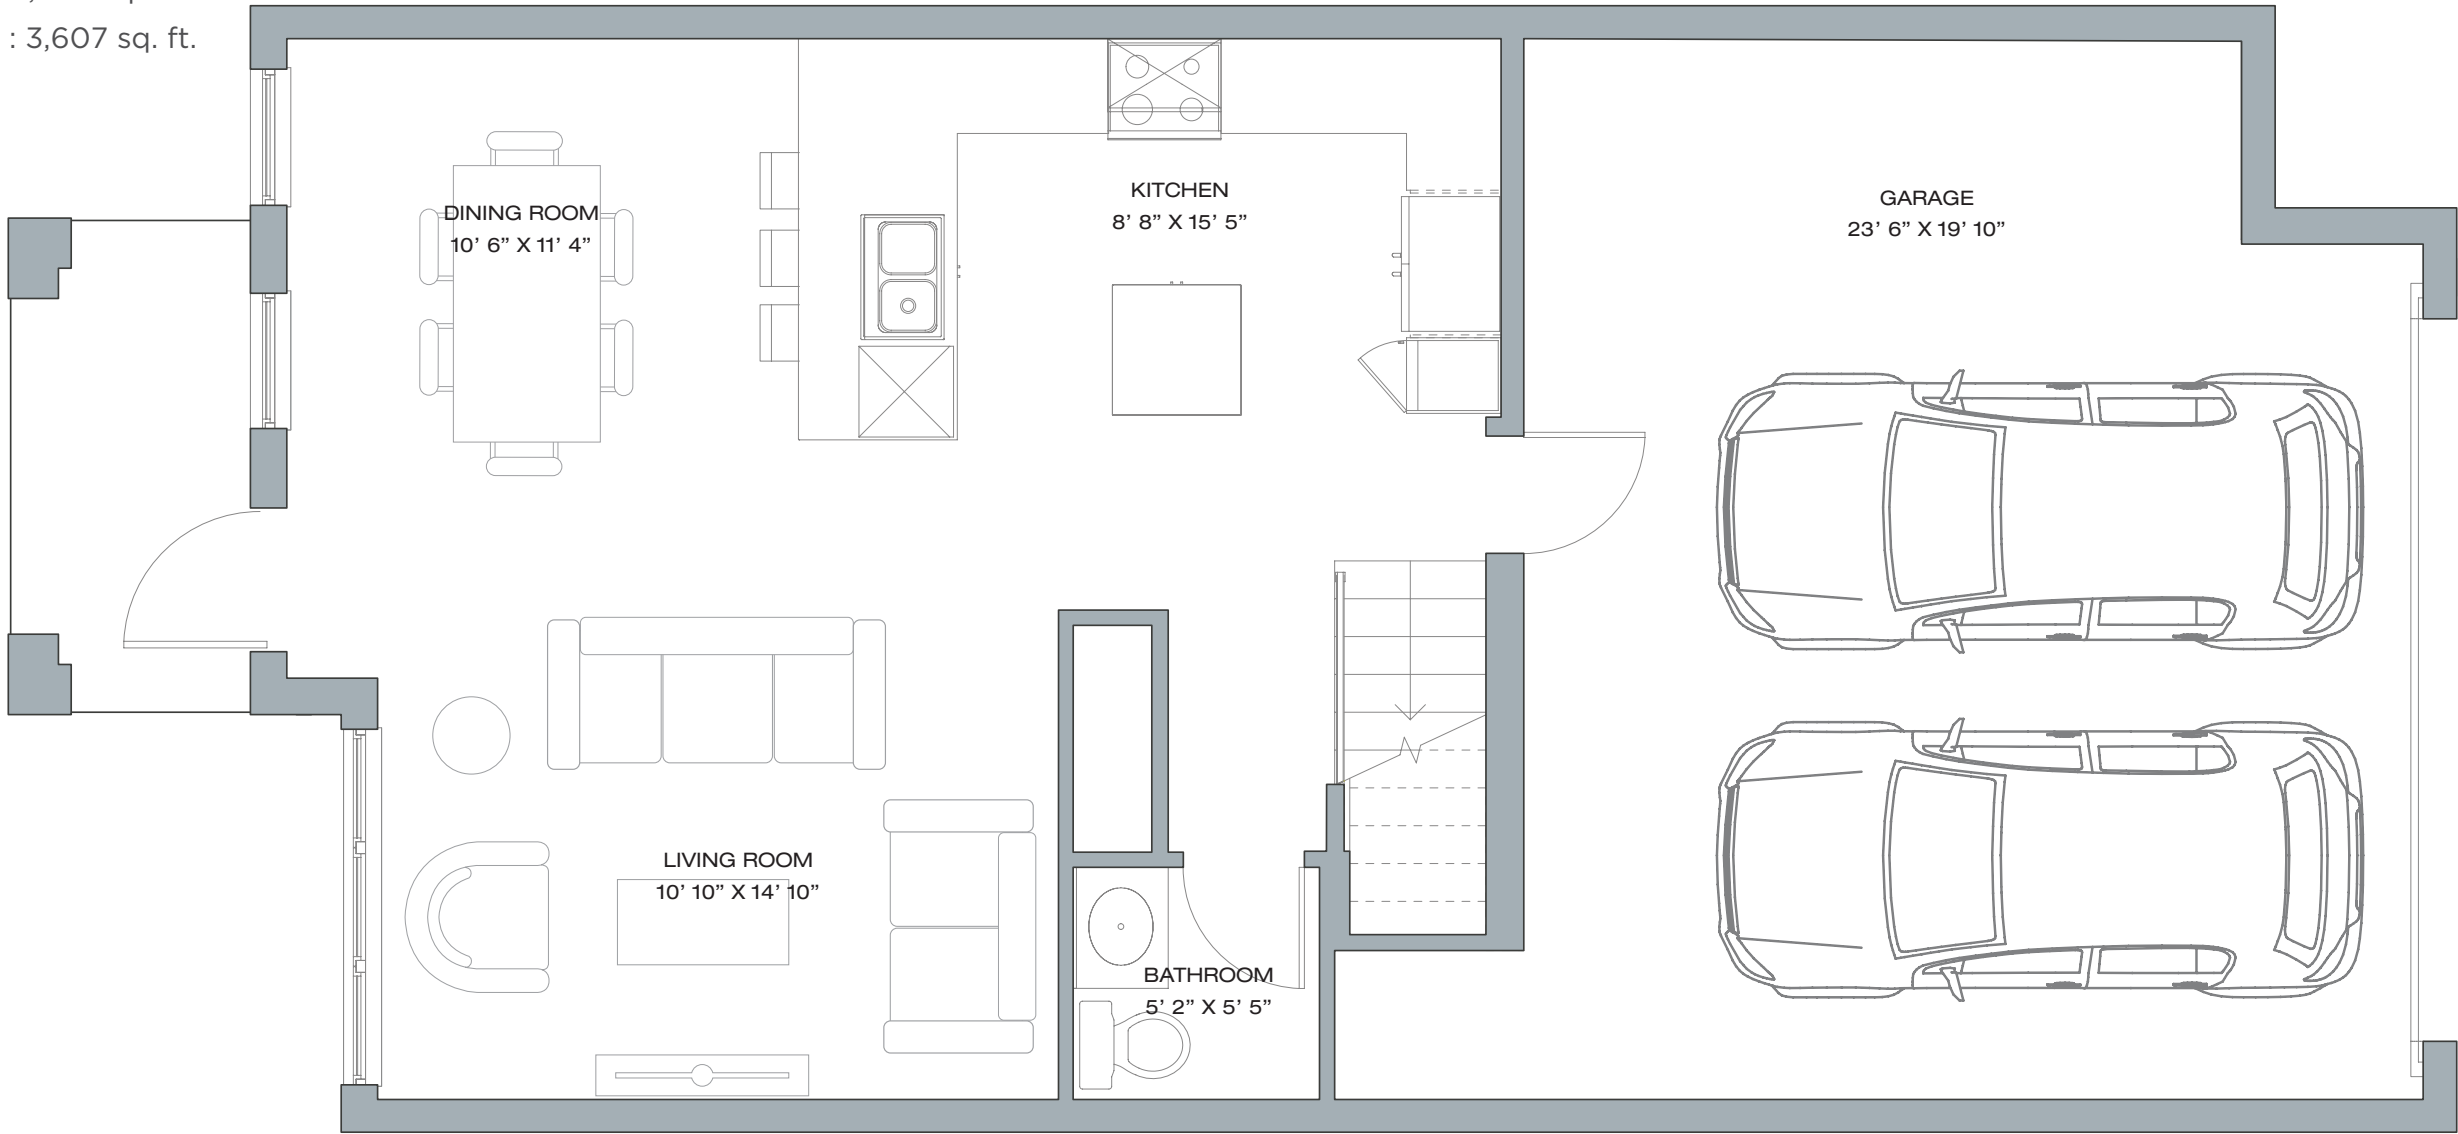 : 3,607 sq. ft.
DINING ROOM
10’ 6” X 11’ 4”
KITCHEN
8’ 8” X 15’ 5”
GARAGE
23’ 6” X 19’ 10”
LIVING ROOM
10’ 10” X 14’ 10”
BATHROOM
5’ 2” X 5’ 5”